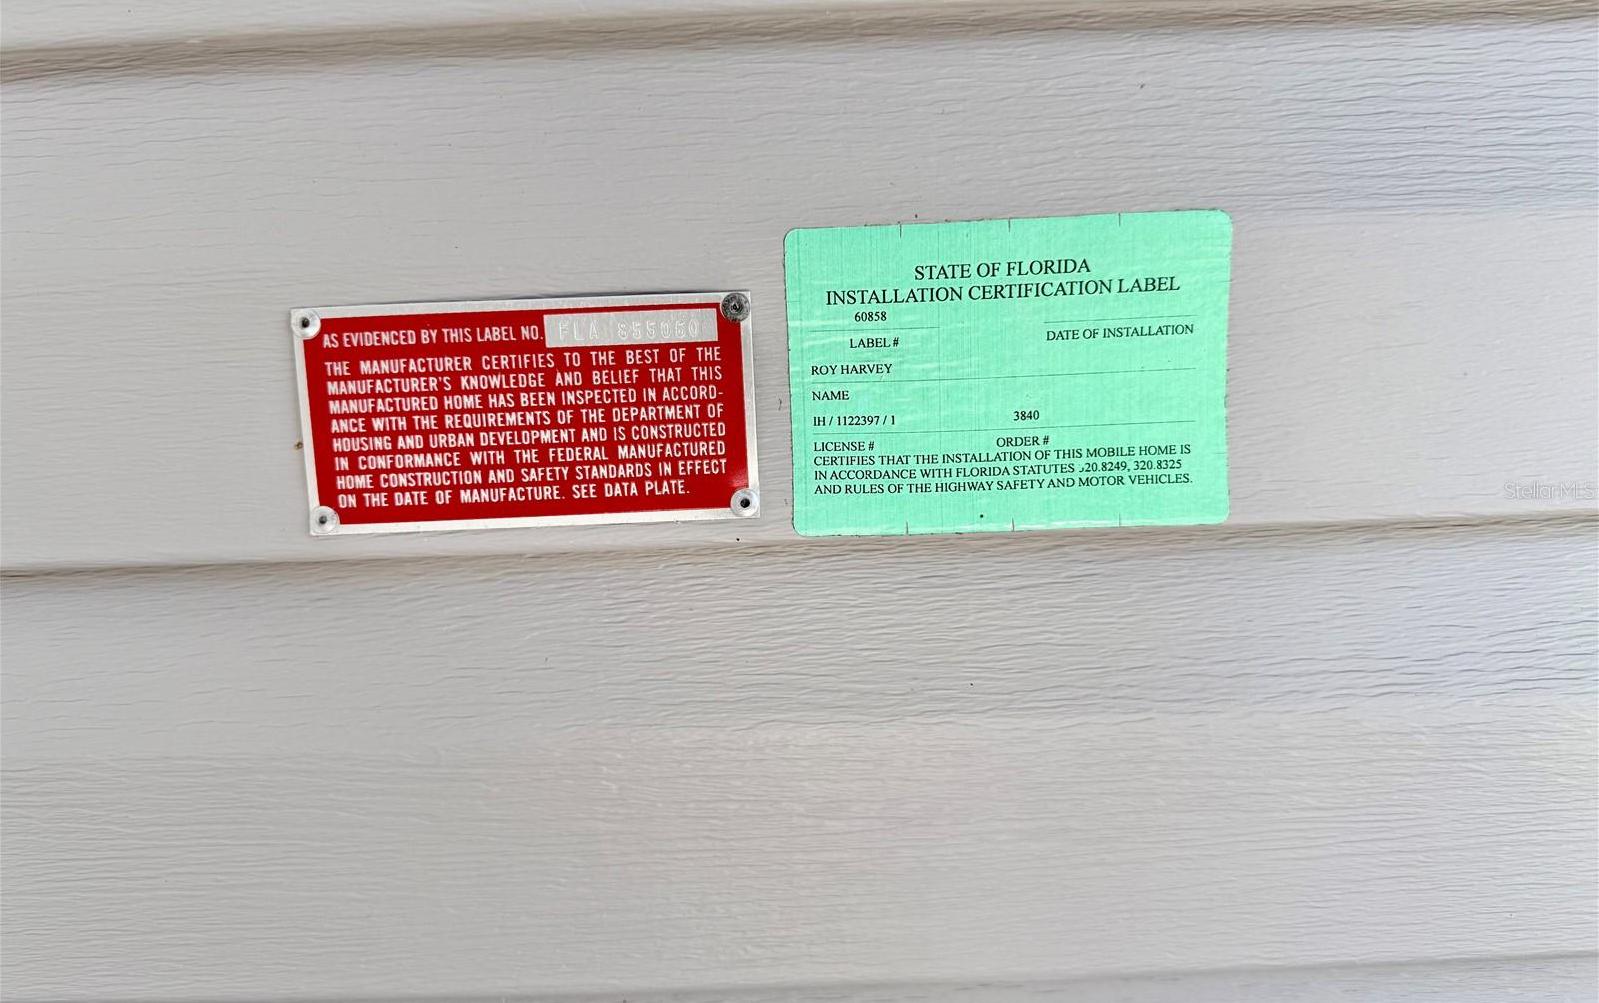 AS EVIDENCED BY THIS LABEL NO. FLA
THE MANUFACTURER CERTIFIES TO THE BEST OF THE
MANUFACTURER'S KNOWLEDGE AND BELIEF THAT THIS
MANUFACTURED HOME HAS BEEN INSPECTED IN ACCORD-
ANCE WITH THE REQUIREMENTS OF THE DEPARTMENT OF
HOUSING AND URBAN DEVELOPMENT AND IS CONSTRUCTED
IN CONFORMANCE WITH THE FEDERAL MANUFACTURED
HOME CONSTRUCTION AND SAFETY STANDARDS IN EFFECT
ON THE DATE OF MANUFACTURE. SEE DATA PLATE.
STATE OF FLORIDA
INSTALLATION CERTIFICATION LABEL
60858
LABEL # DATE OF INSTALLATION
ROY HARVEY
NAME
IH / 1122397 / 1 3840
LICENSE # ORDER #
CERTIFIES THAT THE INSTALLATION OF THIS MOBILE HOME IS
IN ACCORDANCE WITH FLORIDA STATUTES 320.8249, 320.8325
AND RULES OF THE HIGHWAY SAFETY AND MOTOR VEHICLES.
StellarMLS